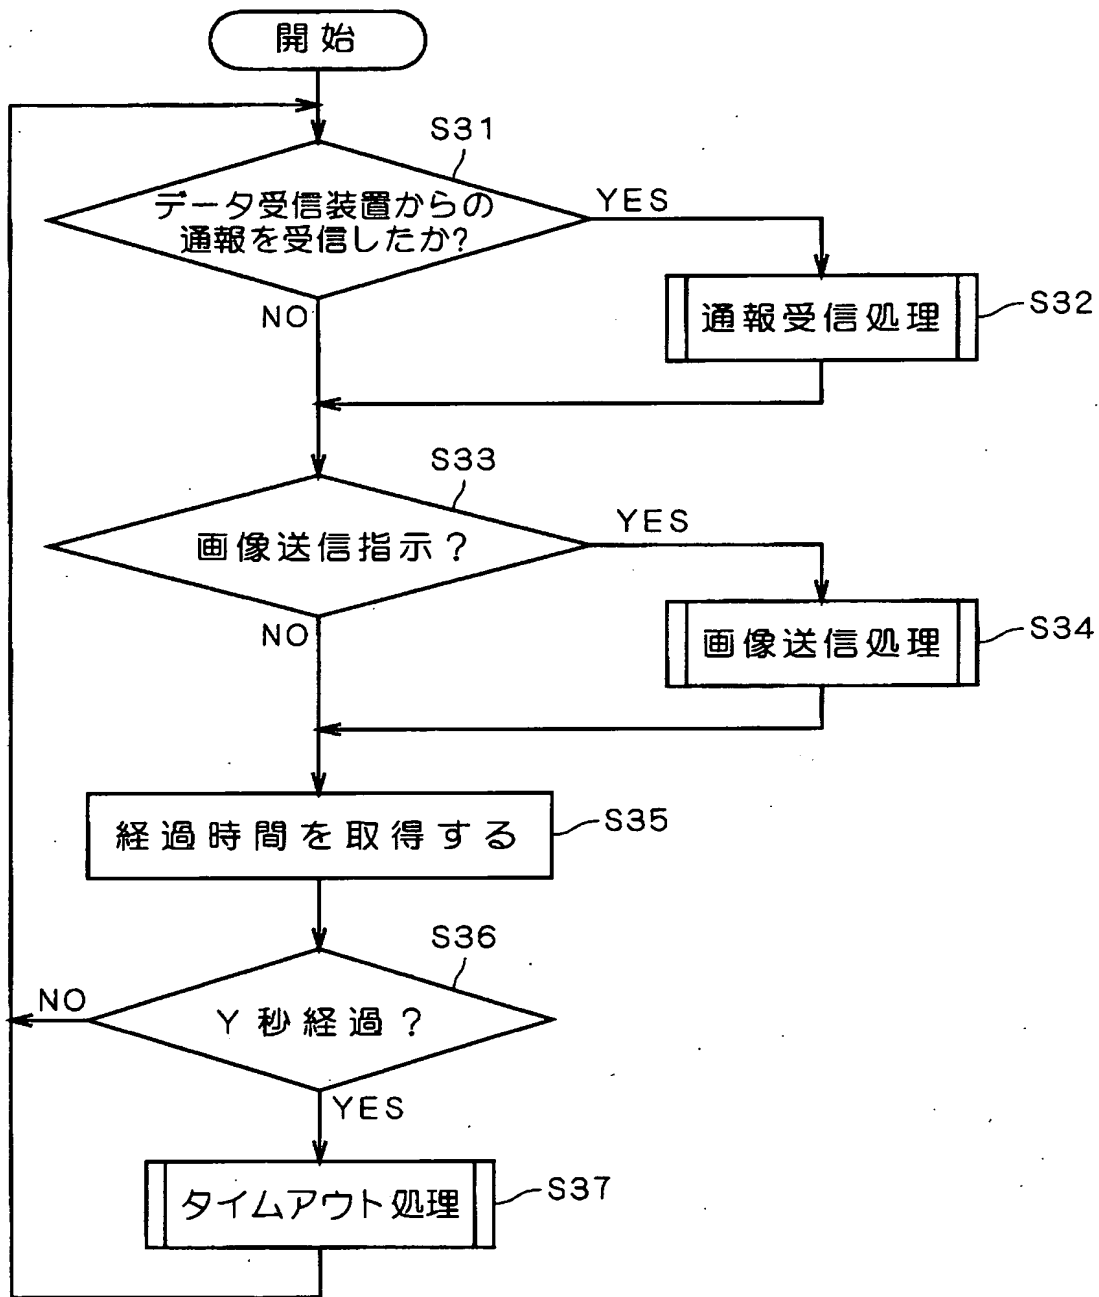 開始
S31
データ受信装置からの
通報を受信したか?
YES
NO
通報受信処理
S32
S33
画像送信指示?
YES
NO
画像送信処理
S34
経過時間を取得する
S35
S36
Y秒経過?
NO
YES
タイムアウト処理
S37